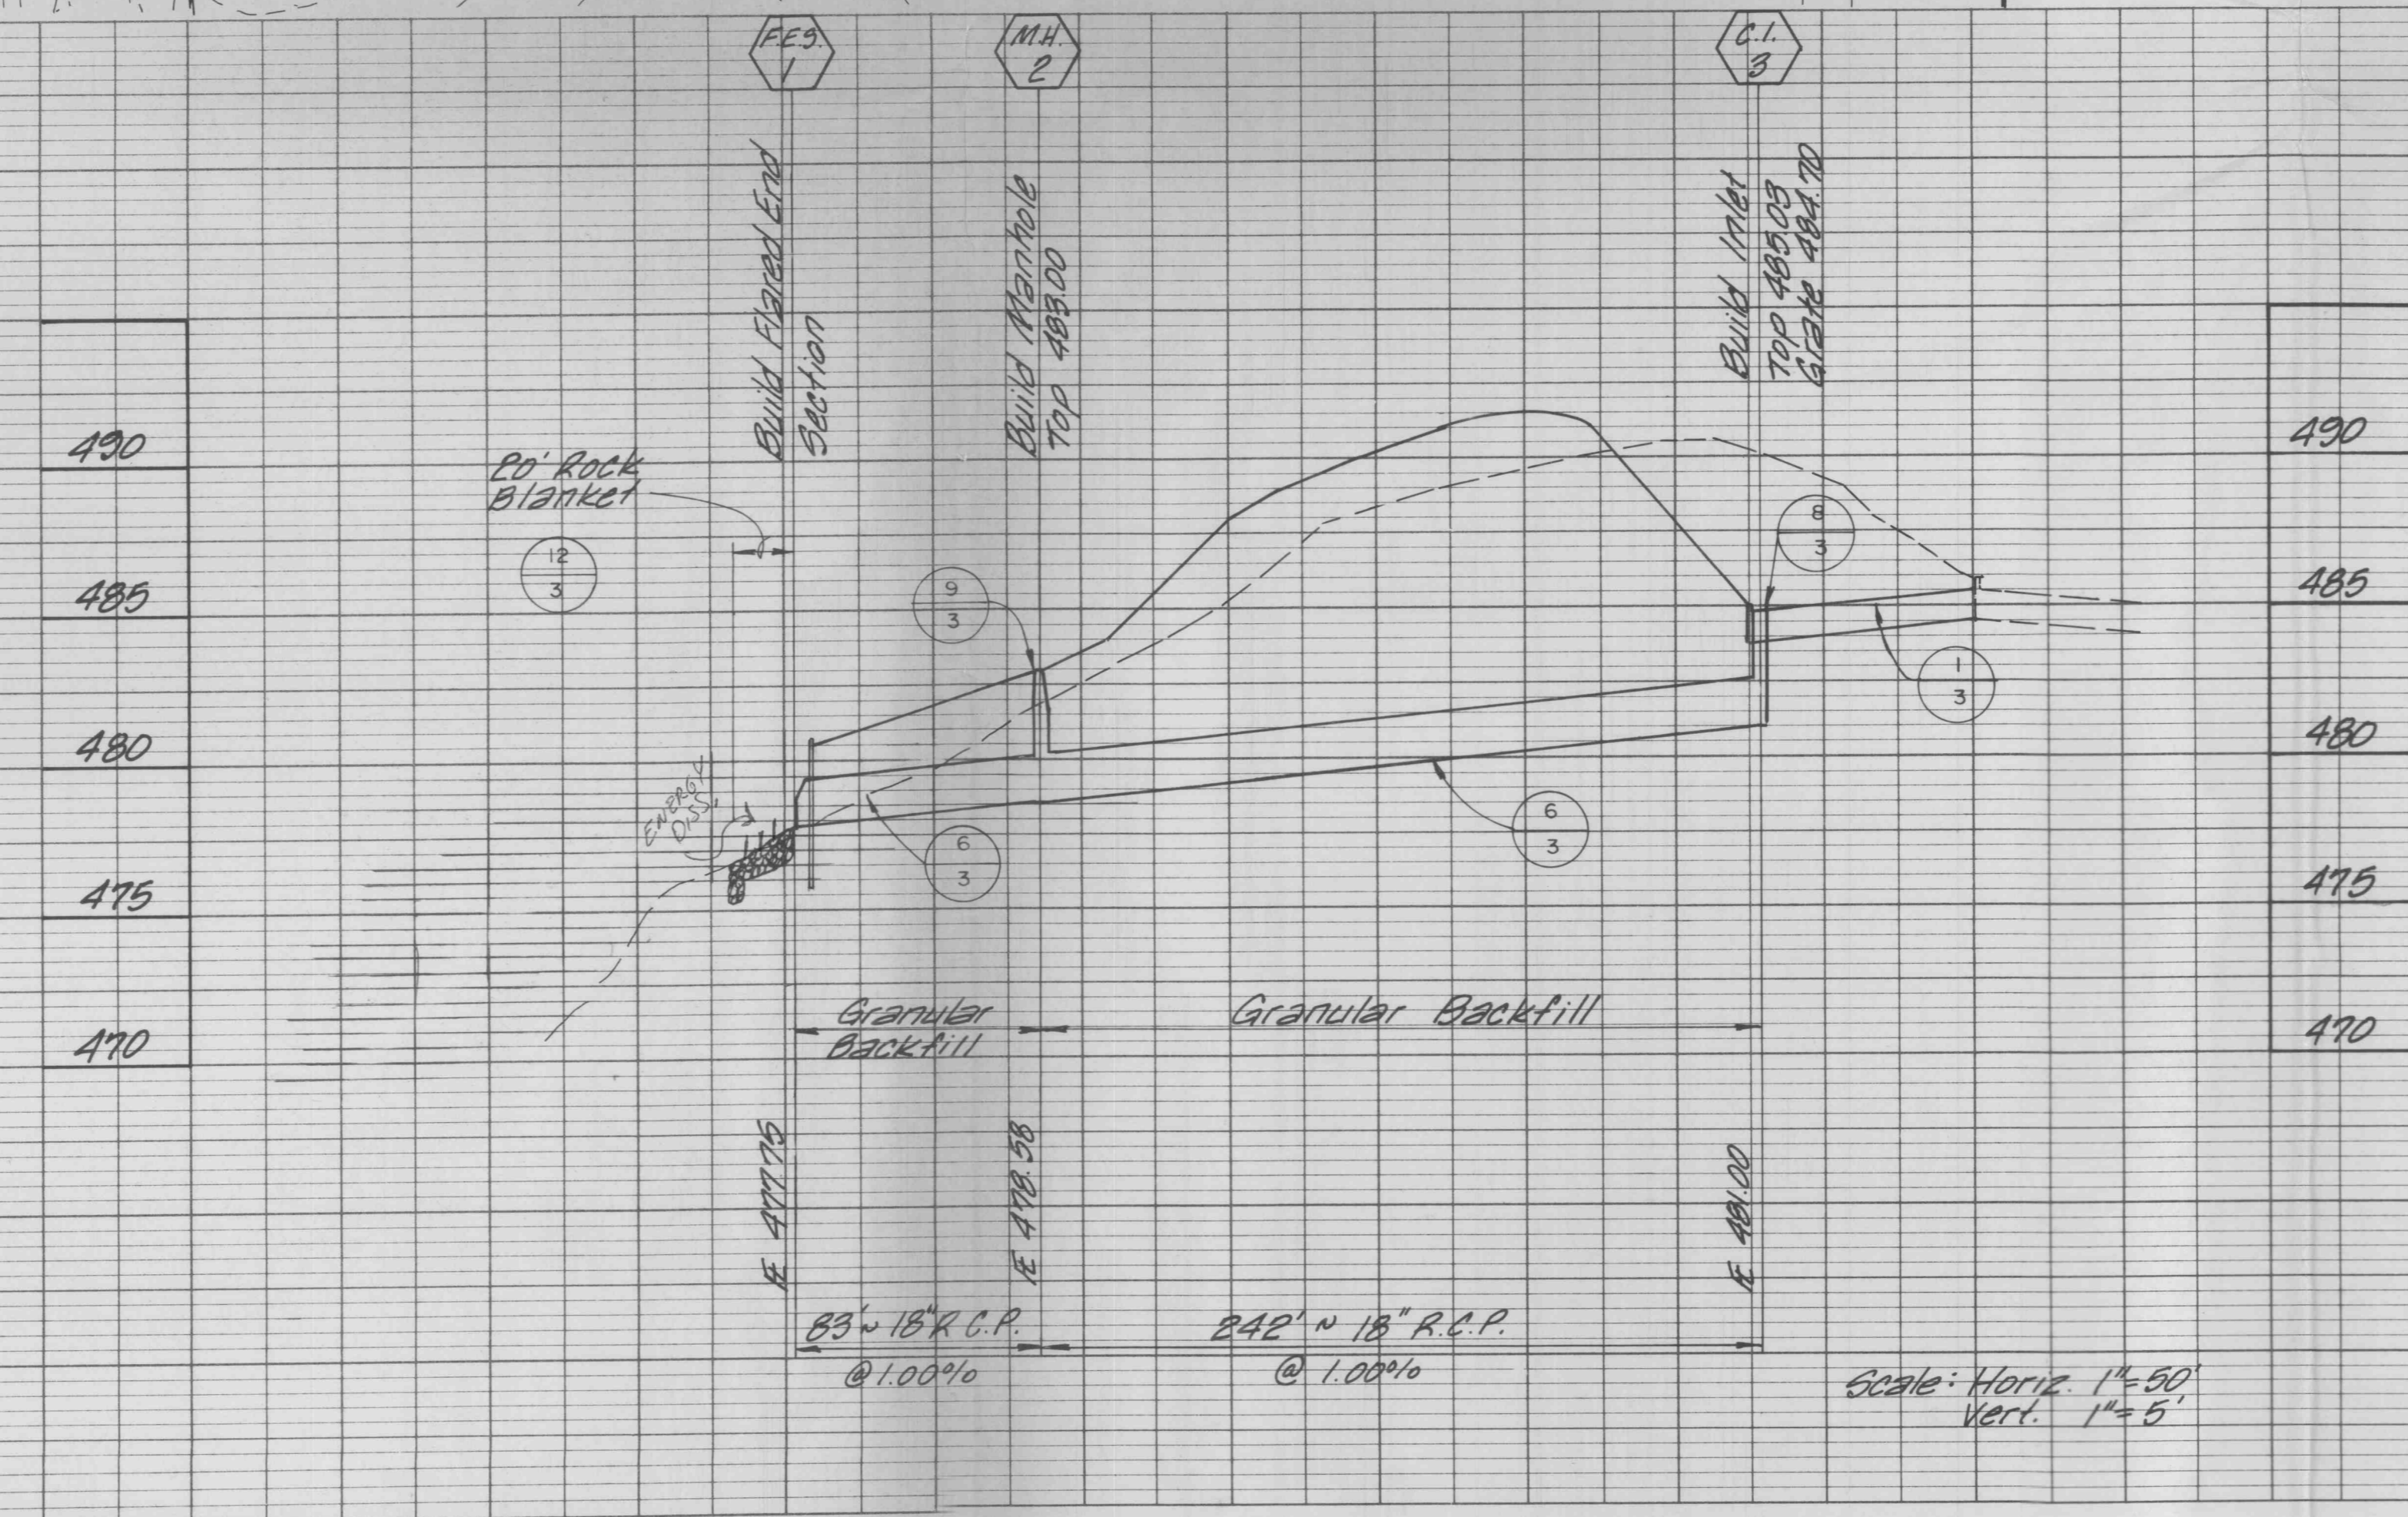 F.E.S.
1
M.H.
2
C.I.
3
Build Flared End
Section
Build Manhole
Top 483.00
Build Inlet
Top 485.03
Grate 484.70
20' Rock
Blanket
12
3
9
3
8
3
1
3
6
3
6
3
ENERGY
DISS.
490
485
480
475
470
490
485
480
475
470
Granular
Backfill
Granular Backfill
FE 477.75
FE 478.58
FE 481.00
83' ~ 18" R.C.P.
@ 1.00%
242' ~ 18" R.C.P.
@ 1.00%
Scale: Horiz. 1"=50'
Vert. 1"=5'